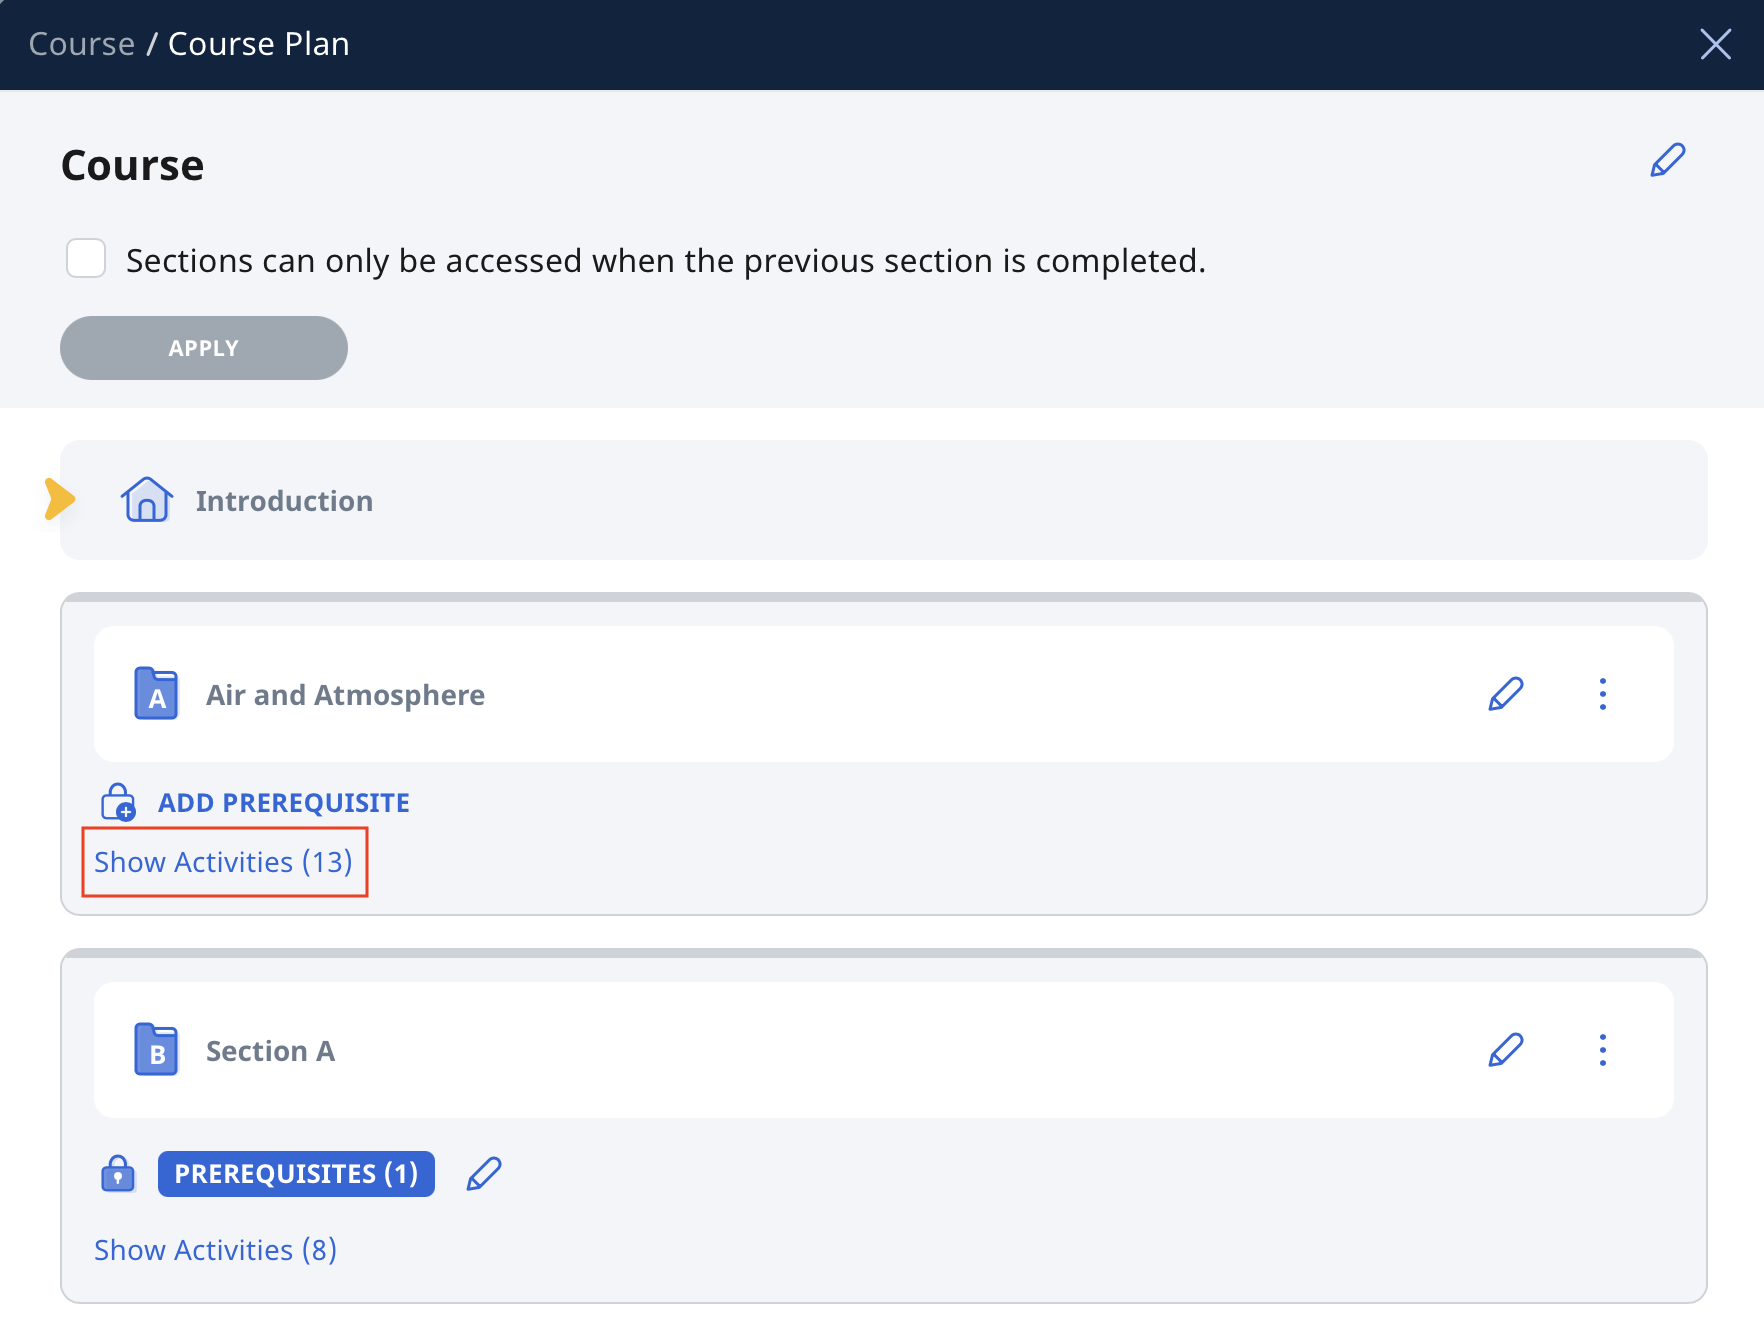 Course / Course Plan
Course
Sections can only be accessed when the previous section is completed.
APPLY
Introduction
A Air and Atmosphere
ADD PREREQUISITE
Show Activities (13)
B Section A
PREREQUISITES (1)
Show Activities (8)